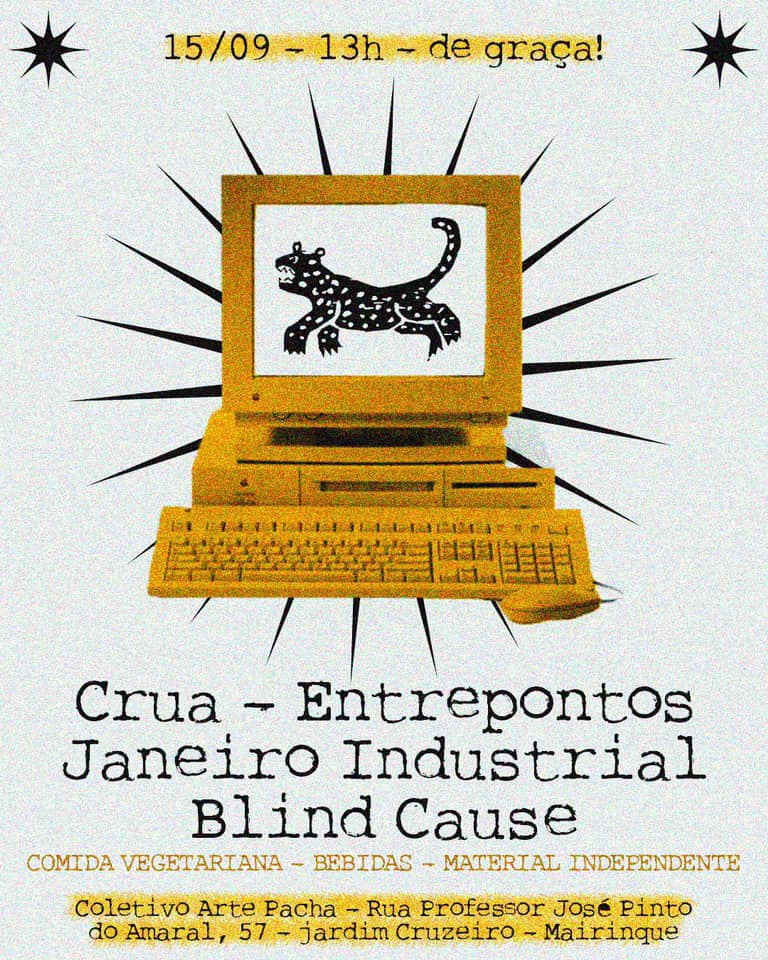 15/09 - 13h - de graça!
Crua - Entrepontos
Janeiro Industrial
Blind Cause
COMIDA VEGETARIANA - BEBIDAS - MATERIAL INDEPENDENTE
Coletivo Arte Pacha - Rua Professor José Pinto
do Amaral, 57 - jardim Cruzeiro - Mairinque